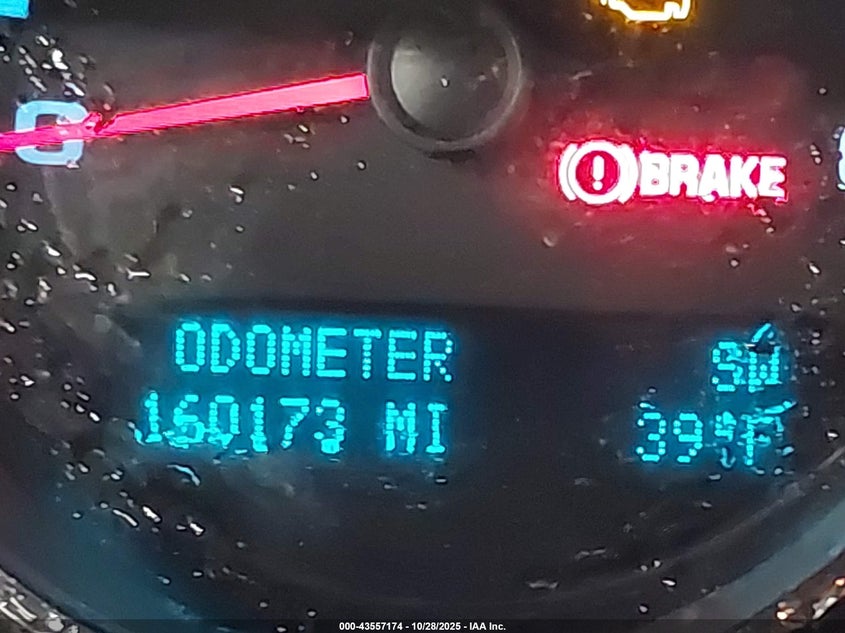 C
BRAKE
ODOMETER SW
160173 MI 39°F
000-43557174 - 10/28/2025 - IAA Inc.